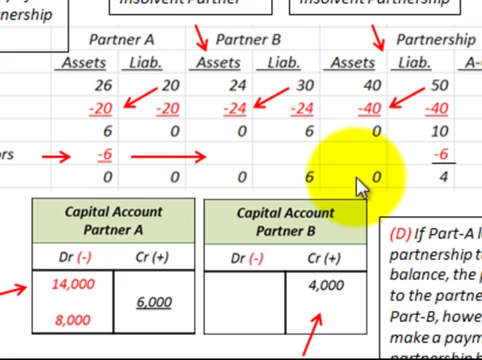 nership
Insolvent Partner
Insolvent Partnership
Partner A Partner B Partnership
Assets Liab. Assets Liab. Assets Liab. A-
26 20 24 30 40 50
-20 -20 -24 -24 -40 -40
6 0 0 6 0 10
ors -6 -6
0 0 0 6 0 4
Capital Account
Partner A
Dr (-) Cr (+)
14,000
6,000
8,000
Capital Account
Partner B
Dr (-) Cr (+)
4,000
(D) If Part-A l
partnership t
balance, the p
to the partne
Part-B, howe
make a paym
partnership h